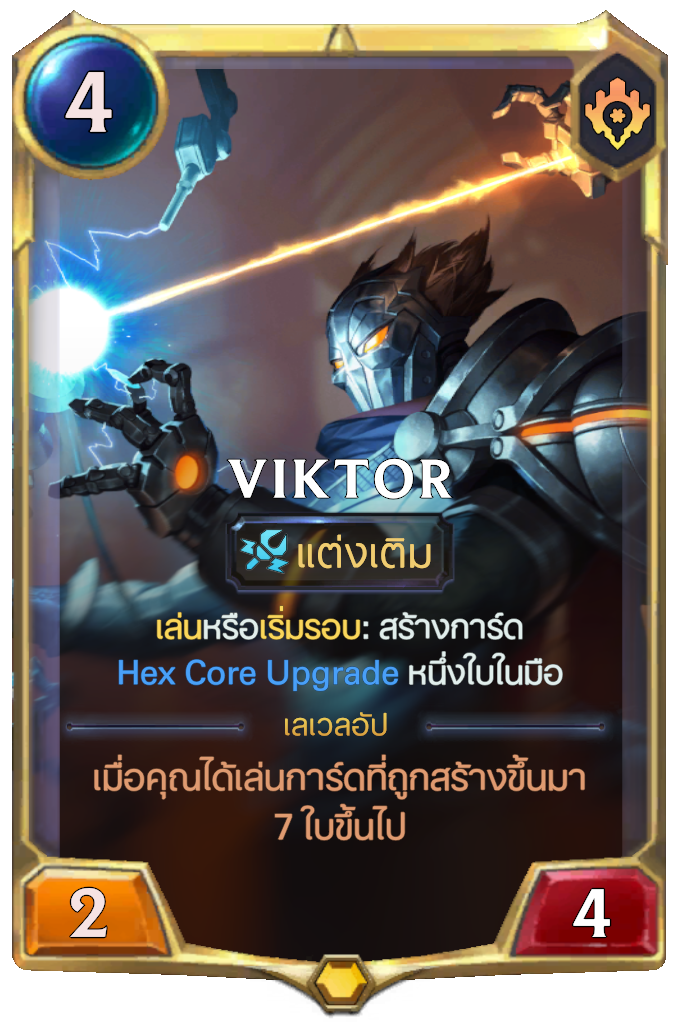 4
VIKTOR
แต่งเติม
เล่นหรือเริ่มรอบ: สร้างการ์ด
Hex Core Upgrade หนึ่งใบในมือ
เลเวลอัป
เมื่อคุณได้เล่นการ์ดที่ถูกสร้างขึ้นมา
7 ใบขึ้นไป
2
4